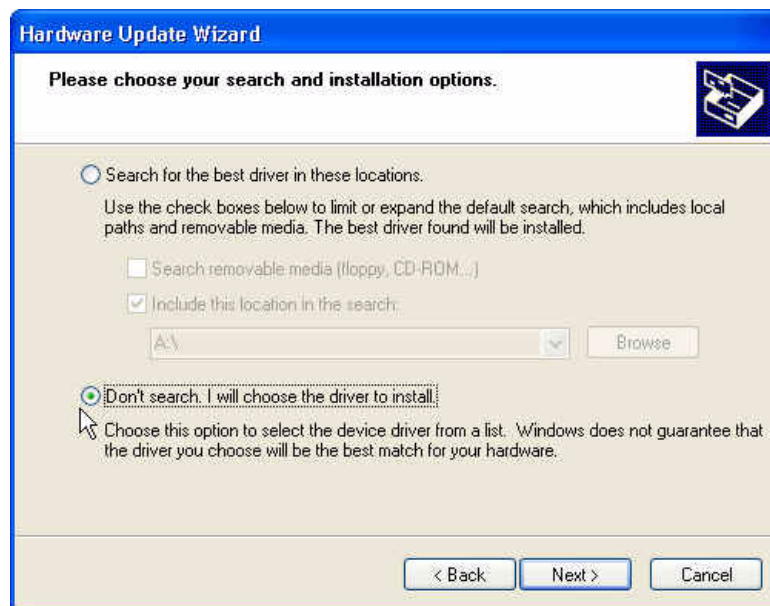 Hardware Update Wizard
Please choose your search and installation options.
Search for the best driver in these locations.
Use the check boxes below to limit or expand the default search, which includes local
paths and removable media. The best driver found will be installed.
Search removable media (floppy, CD-ROM...)
Include this location in the search:
A:\
Browse
Don't search. I will choose the driver to install.
Choose this option to select the device driver from a list. Windows does not guarantee that
the driver you choose will be the best match for your hardware.
< Back Next > Cancel